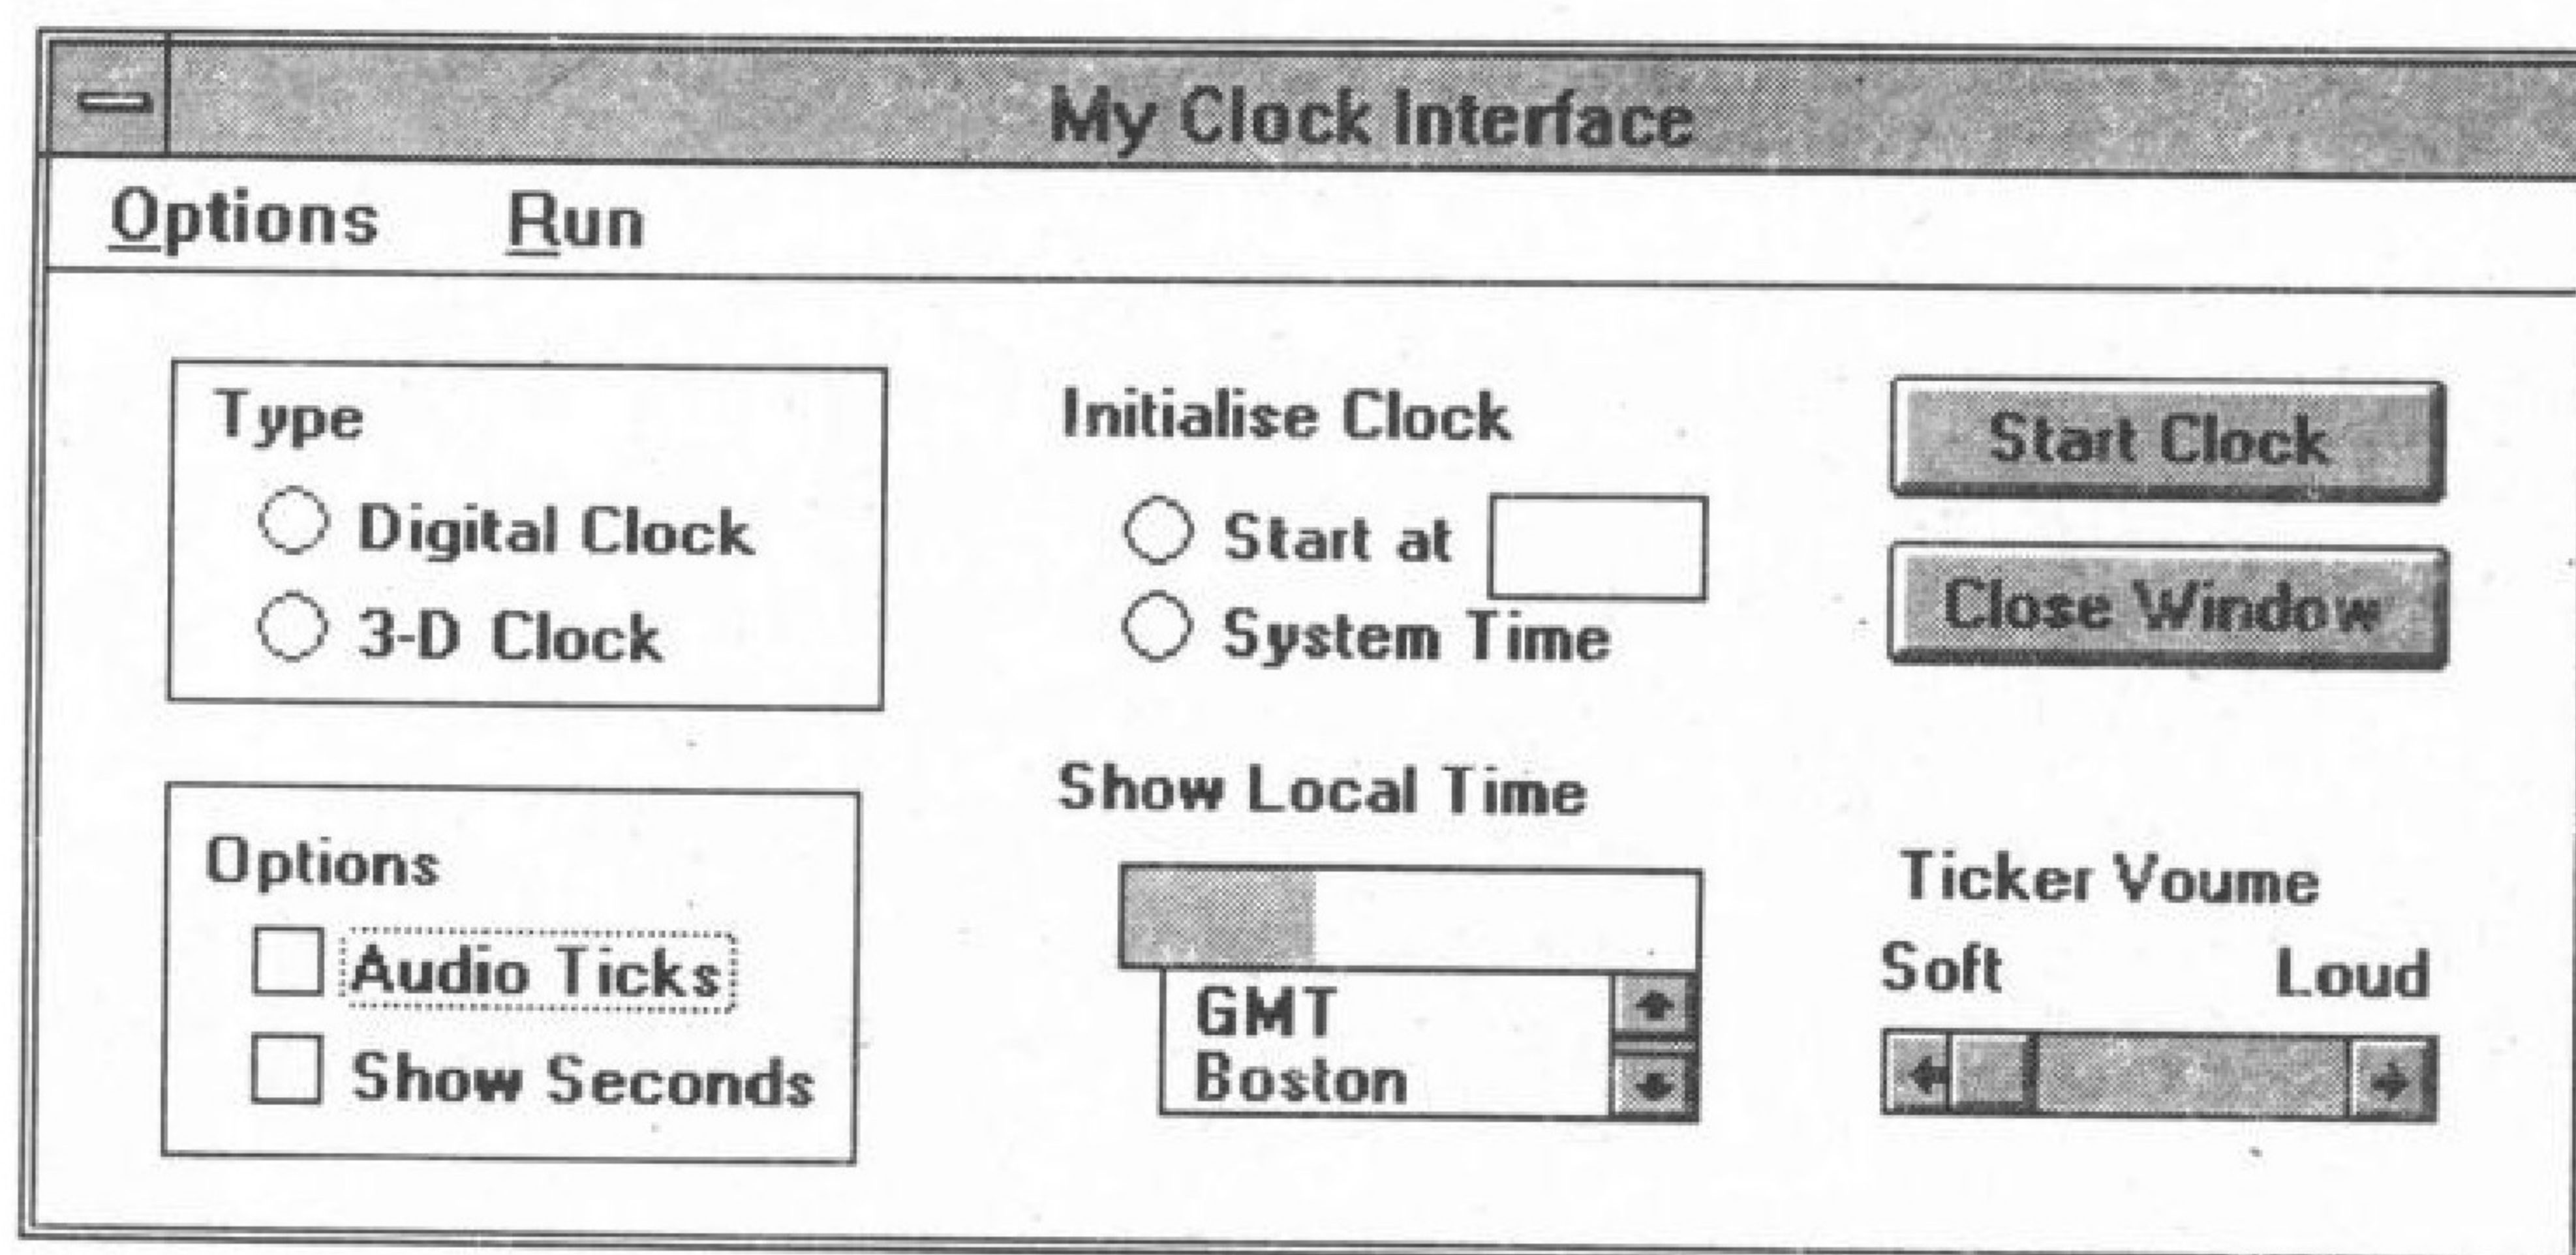 My Clock Interface
Options Run
Type
Digital Clock
3-D Clock
Initialise Clock
Start at
System Time
Start Clock
Close Window
Options
Audio Ticks
Show Seconds
Show Local Time
GMT
Boston
Ticker Voume
Soft Loud